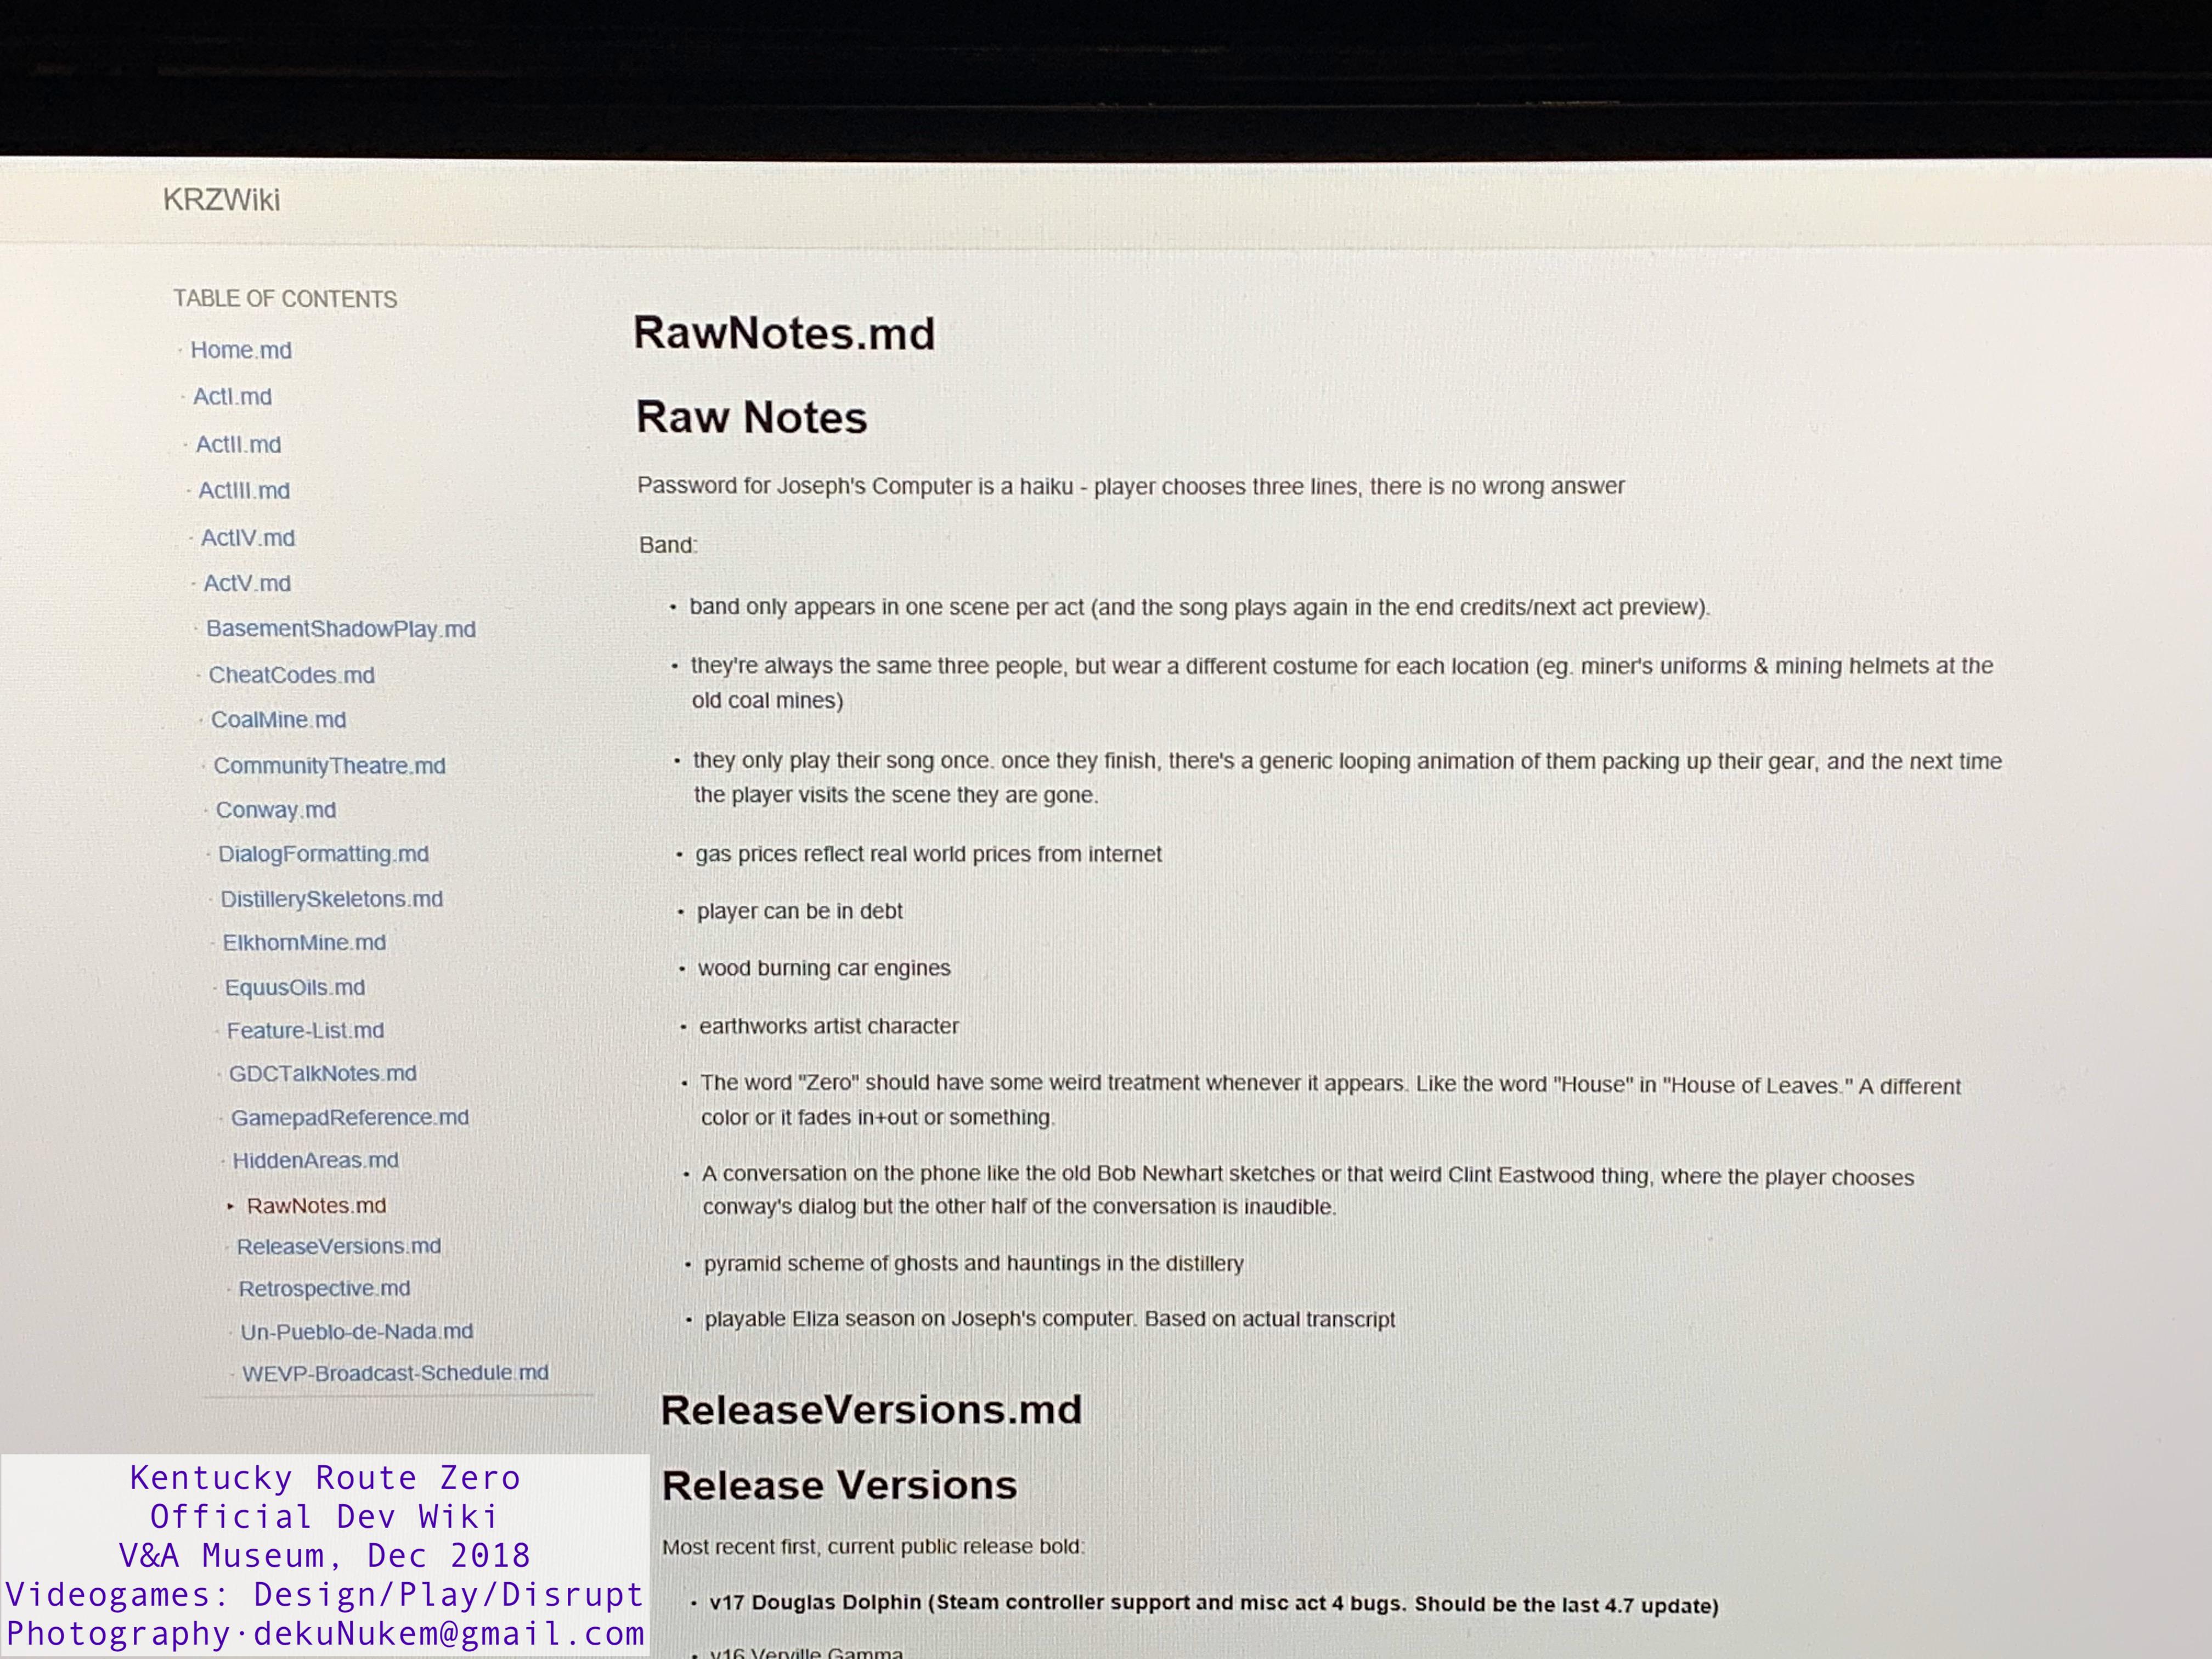 KRZWiki
TABLE OF CONTENTS
· Home.md
· ActI.md
· ActII.md
· ActIII.md
· ActIV.md
· ActV.md
· BasementShadowPlay.md
· CheatCodes.md
· CoalMine.md
· CommunityTheatre.md
· Conway.md
· DialogFormatting.md
· DistillerySkeletons.md
· ElkhornMine.md
· EquusOils.md
· Feature-List.md
· GDCTalkNotes.md
· GamepadReference.md
· HiddenAreas.md
‣ RawNotes.md
· ReleaseVersions.md
· Retrospective.md
· Un-Pueblo-de-Nada.md
· WEVP-Broadcast-Schedule.md
RawNotes.md
Raw Notes
Password for Joseph's Computer is a haiku - player chooses three lines, there is no wrong answer
Band:
• band only appears in one scene per act (and the song plays again in the end credits/next act preview).
• they're always the same three people, but wear a different costume for each location (eg. miner's uniforms & mining helmets at the
old coal mines)
• they only play their song once. once they finish, there's a generic looping animation of them packing up their gear, and the next time
the player visits the scene they are gone.
• gas prices reflect real world prices from internet
• player can be in debt
• wood burning car engines
• earthworks artist character
• The word "Zero" should have some weird treatment whenever it appears. Like the word "House" in "House of Leaves." A different
color or it fades in+out or something.
• A conversation on the phone like the old Bob Newhart sketches or that weird Clint Eastwood thing, where the player chooses
conway's dialog but the other half of the conversation is inaudible.
• pyramid scheme of ghosts and hauntings in the distillery
• playable Eliza season on Joseph's computer. Based on actual transcript
ReleaseVersions.md
Release Versions
Most recent first, current public release bold:
• v17 Douglas Dolphin (Steam controller support and misc act 4 bugs. Should be the last 4.7 update)
• v16 Verville Gamma
Kentucky Route Zero
Official Dev Wiki
V&A Museum, Dec 2018
Videogames: Design/Play/Disrupt
Photography·dekuNukem@gmail.com